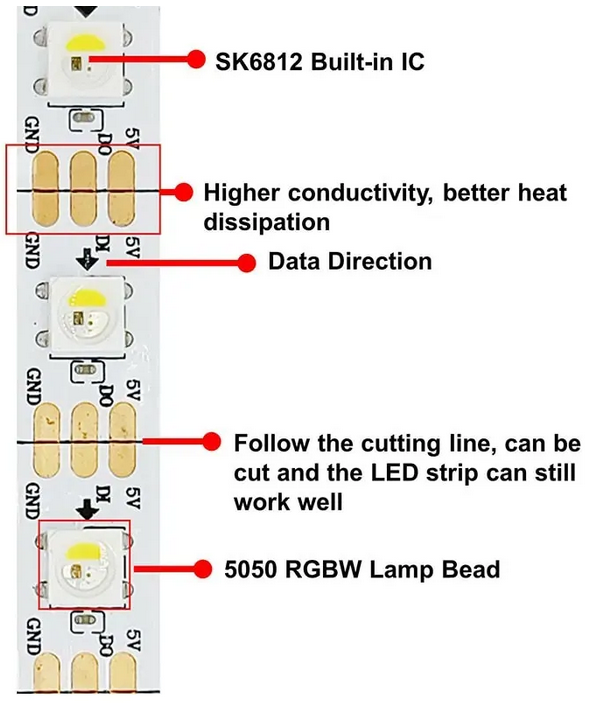 D
SK6812 Built-in IC
GND DO 5V
Higher conductivity, better heat
dissipation
GND DI 5V
Data Direction
GND DO 5V
Follow the cutting line, can be
cut and the LED strip can still
work well
GND DI 5V
5050 RGBW Lamp Bead
GND DO 5V